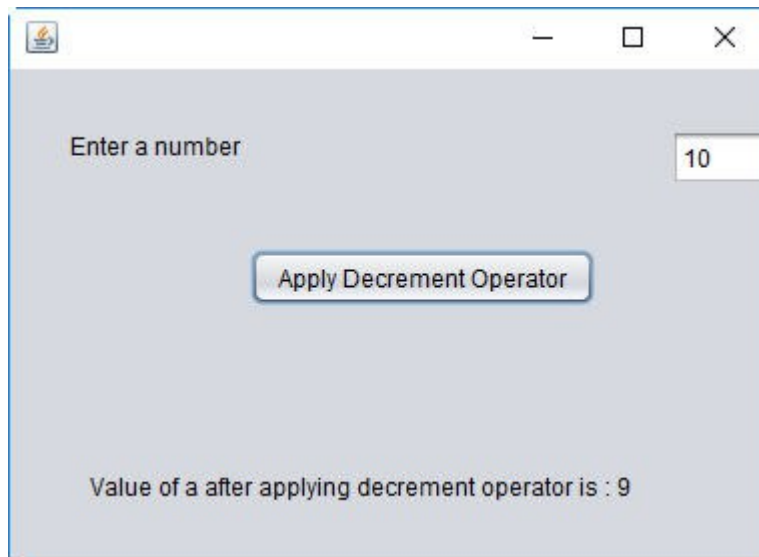 Enter a number
10
Apply Decrement Operator
Value of a after applying decrement operator is : 9